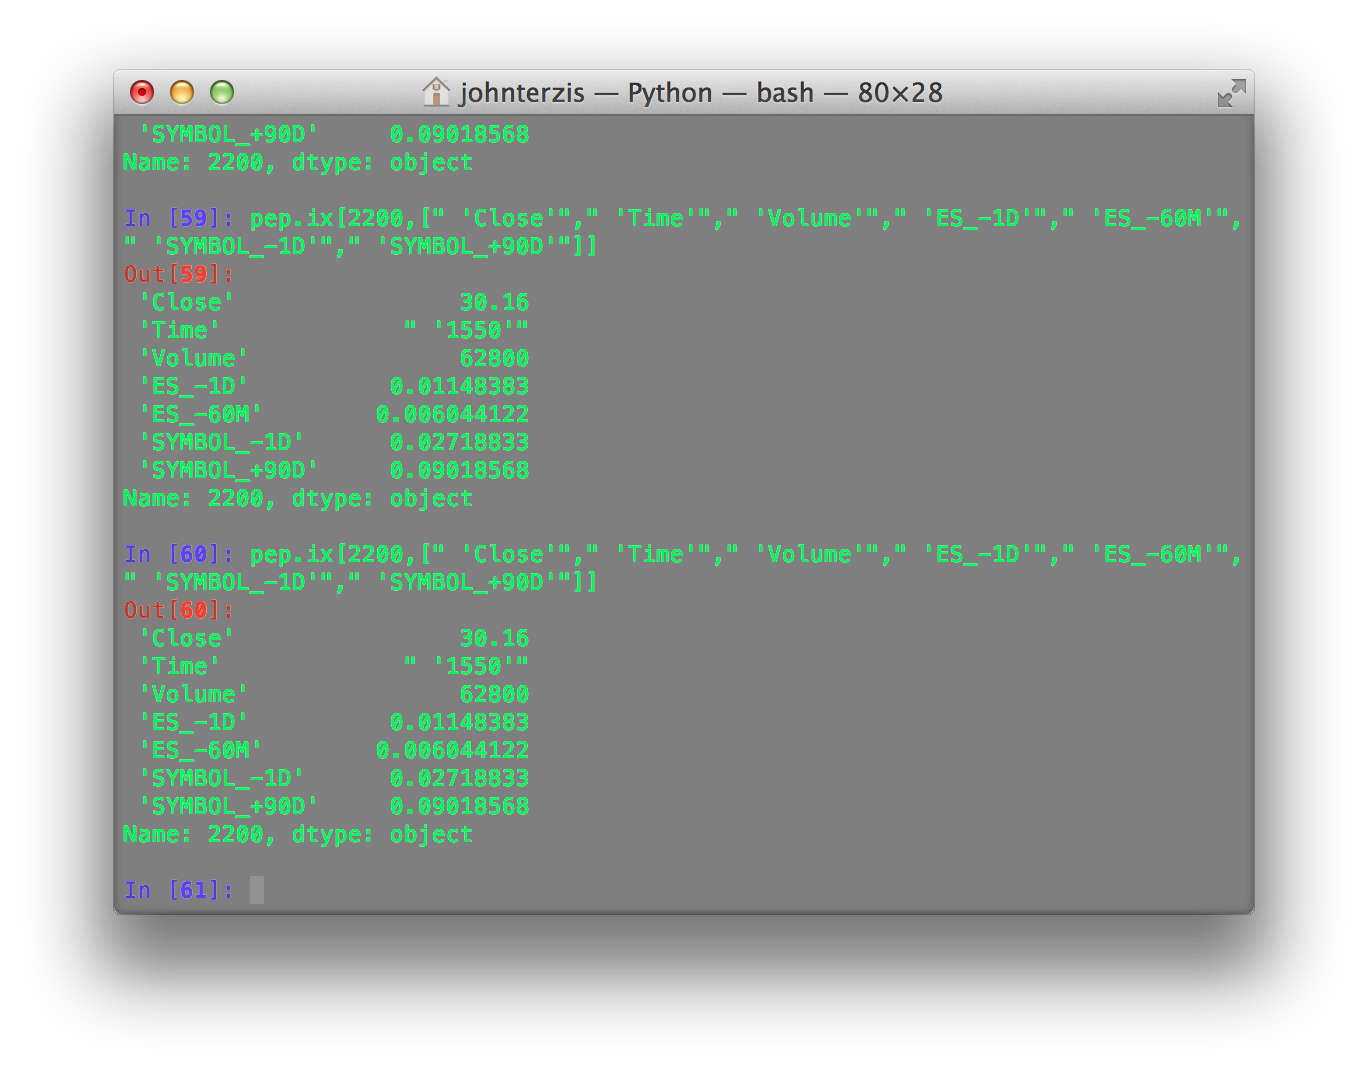 johnterzis — Python — bash — 80×28
 'SYMBOL_+90D'     0.09018568
Name: 2200, dtype: object
In [59]: pep.ix[2200,[" 'Close'"," 'Time'"," 'Volume'"," 'ES_-1D'"," 'ES_-60M'",
" 'SYMBOL_-1D'"," 'SYMBOL_+90D'"]]
Out[59]:
 'Close'                30.16
 'Time'             " '1550'"
 'Volume'               62800
 'ES_-1D'          0.01148383
 'ES_-60M'        0.006044122
 'SYMBOL_-1D'      0.02718833
 'SYMBOL_+90D'     0.09018568
Name: 2200, dtype: object
In [60]: pep.ix[2200,[" 'Close'"," 'Time'"," 'Volume'"," 'ES_-1D'"," 'ES_-60M'",
" 'SYMBOL_-1D'"," 'SYMBOL_+90D'"]]
Out[60]:
 'Close'                30.16
 'Time'             " '1550'"
 'Volume'               62800
 'ES_-1D'          0.01148383
 'ES_-60M'        0.006044122
 'SYMBOL_-1D'      0.02718833
 'SYMBOL_+90D'     0.09018568
Name: 2200, dtype: object
In [61]: